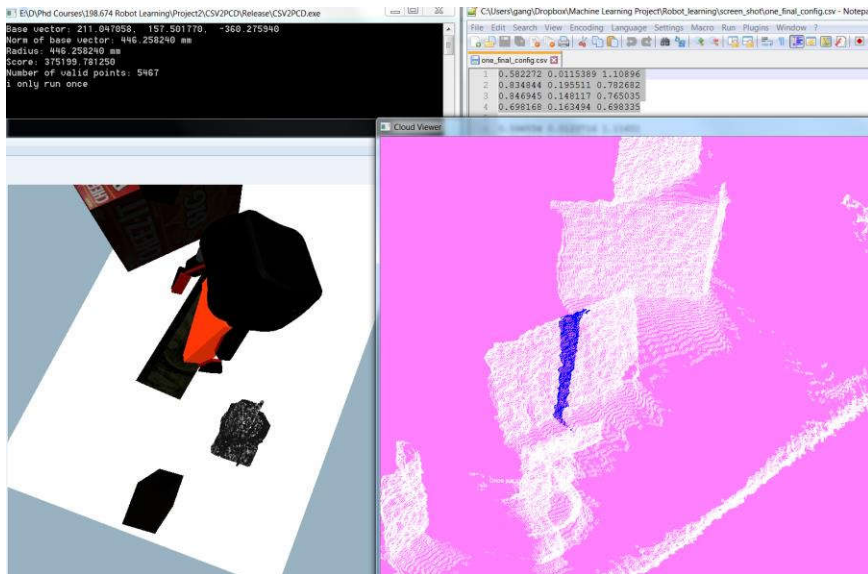 E:\D\Phd Courses\198.674 Robot Learning\Project2\CSV2PCD\Release\CSV2PCD.exe
Base vector: 211.047058,  157.501770,  -360.275940
Norm of base vector: 446.258240 mm
Radius: 446.258240 mm
Score: 375199.781250
Number of valid points: 5467
i only run once
C:\Users\gang\Dropbox\Machine Learning Project\Robot_learning\screen_shot\one_final_config.csv - Notepa
File Edit Search View Encoding Language Settings Macro Run Plugins Window ?
one_final_config.csv
1 0.582272 0.0115389 1.10896
2 0.834844 0.195511 0.782682
3 0.846945 0.148117 0.765035
4 0.698168 0.163494 0.698335
Cloud Viewer